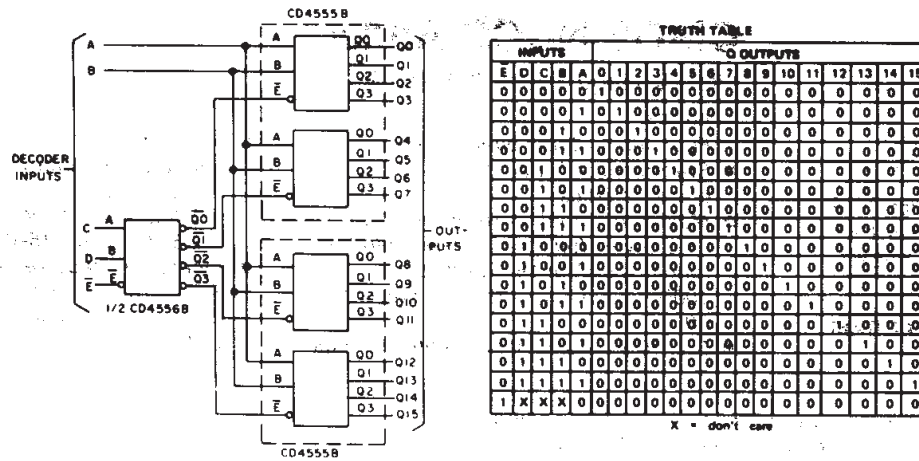 CD4555B
A
B
A
B
E
Q0
Q1
Q2
Q3
Q0
Q1
Q2
Q3
A
B
E
Q0
Q1
Q2
Q3
Q4
Q5
Q6
Q7
DECODER
INPUTS
C
D
E
A
B
E
Q0
Q1
Q2
Q3
1/2 CD4556B
A
B
E
Q0
Q1
Q2
Q3
Q8
Q9
Q10
Q11
A
B
E
Q0
Q1
Q2
Q3
Q12
Q13
Q14
Q15
OUT-
PUTS
CD4555B
TRUTH TABLE
INPUTS Q OUTPUTS
E D C B A 0 1 2 3 4 5 6 7 8 9 10 11 12 13 14 15
0 0 0 0 0 1 0 0 0 0 0 0 0 0 0 0 0 0 0 0 0
0 0 0 0 1 0 1 0 0 0 0 0 0 0 0 0 0 0 0 0 0
0 0 0 1 0 0 0 1 0 0 0 0 0 0 0 0 0 0 0 0 0
0 0 0 1 1 0 0 0 1 0 0 0 0 0 0 0 0 0 0 0 0
0 0 1 0 0 0 0 0 0 1 0 0 0 0 0 0 0 0 0 0 0
0 0 1 0 1 0 0 0 0 0 1 0 0 0 0 0 0 0 0 0 0
0 0 1 1 0 0 0 0 0 0 0 1 0 0 0 0 0 0 0 0 0
0 0 1 1 1 0 0 0 0 0 0 0 1 0 0 0 0 0 0 0 0
0 1 0 0 0 0 0 0 0 0 0 0 0 1 0 0 0 0 0 0 0
0 1 0 0 1 0 0 0 0 0 0 0 0 0 1 0 0 0 0 0 0
0 1 0 1 0 0 0 0 0 0 0 0 0 0 0 1 0 0 0 0 0
0 1 0 1 1 0 0 0 0 0 0 0 0 0 0 0 1 0 0 0 0
0 1 1 0 0 0 0 0 0 0 0 0 0 0 0 0 0 1 0 0 0
0 1 1 0 1 0 0 0 0 0 0 0 0 0 0 0 0 0 1 0 0
0 1 1 1 0 0 0 0 0 0 0 0 0 0 0 0 0 0 0 1 0
0 1 1 1 1 0 0 0 0 0 0 0 0 0 0 0 0 0 0 0 1
1 X X X 0 0 0 0 0 0 0 0 0 0 0 0 0 0 0 0 0
X = don't care